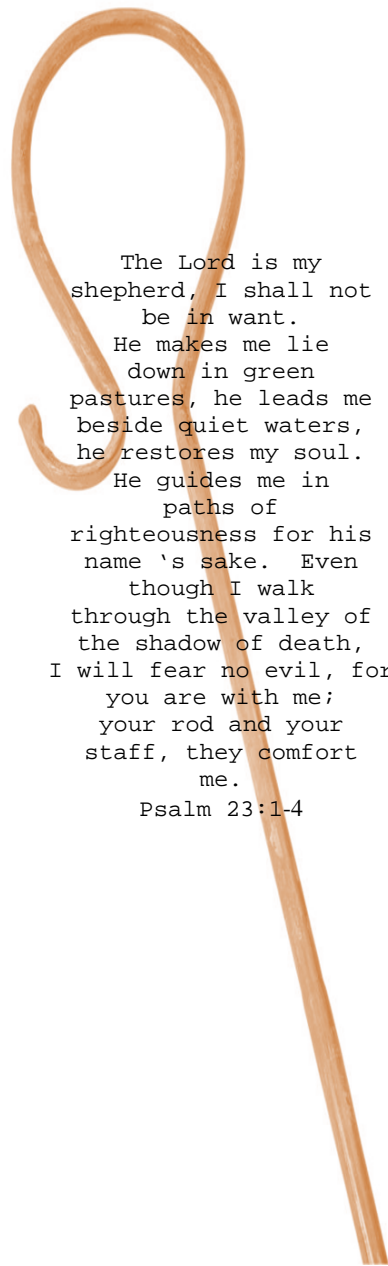 The Lord is my
shepherd, I shall not
be in want.
He makes me lie
down in green
pastures, he leads me
beside quiet waters,
he restores my soul.
He guides me in
paths of
righteousness for his
name ‘s sake.  Even
though I walk
through the valley of
the shadow of death,
I will fear no evil, for
you are with me;
your rod and your
staff, they comfort
me.
Psalm 23:1-4